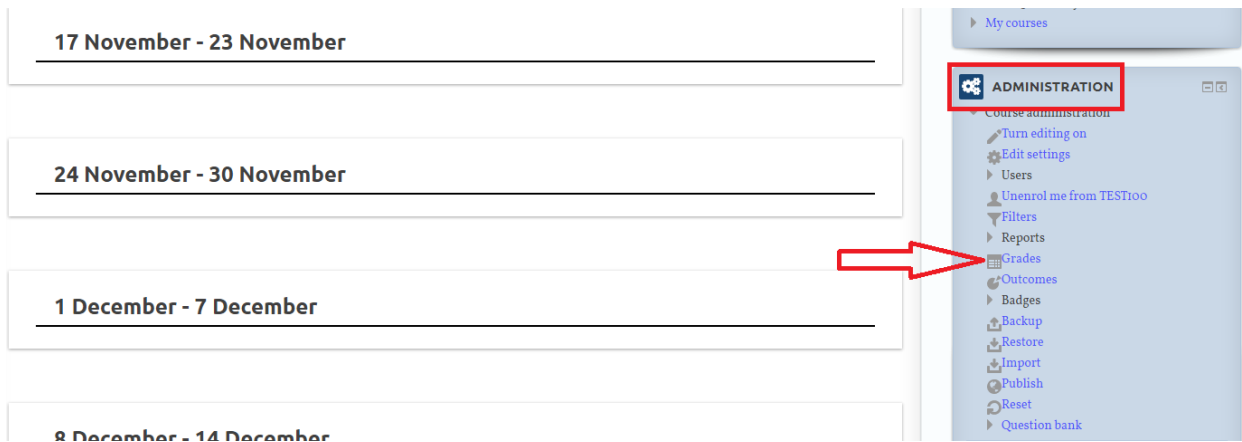 17 November - 23 November
24 November - 30 November
1 December - 7 December
8 December - 14 December
My courses
ADMINISTRATION
Course administration
Turn editing on
Edit settings
Users
Unenrol me from TEST100
Filters
Reports
Grades
Outcomes
Badges
Backup
Restore
Import
Publish
Reset
Question bank